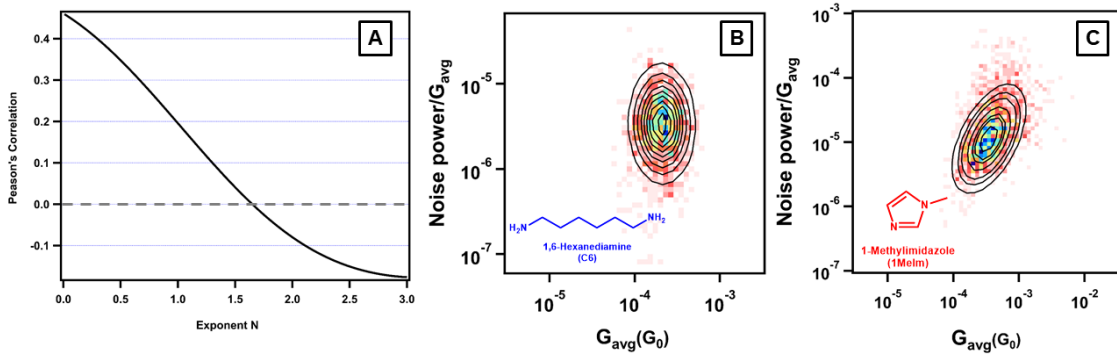 A
Peason's Correlation
0.4
0.3
0.2
0.1
0.0
-0.1
0.0 0.5 1.0 1.5 2.0 2.5 3.0
Exponent N
B
Noise power/Gavg
10⁻⁵
10⁻⁶
10⁻⁷
H₂N
NH₂
1,6-Hexanediamine
(C6)
10⁻⁵ 10⁻⁴ 10⁻³
Gavg(G₀)
C
Noise power/Gavg
10⁻³
10⁻⁴
10⁻⁵
10⁻⁶
10⁻⁷
N
N
1-Methylimidazole
(1MeIm)
10⁻⁵ 10⁻⁴ 10⁻³ 10⁻²
Gavg(G₀)